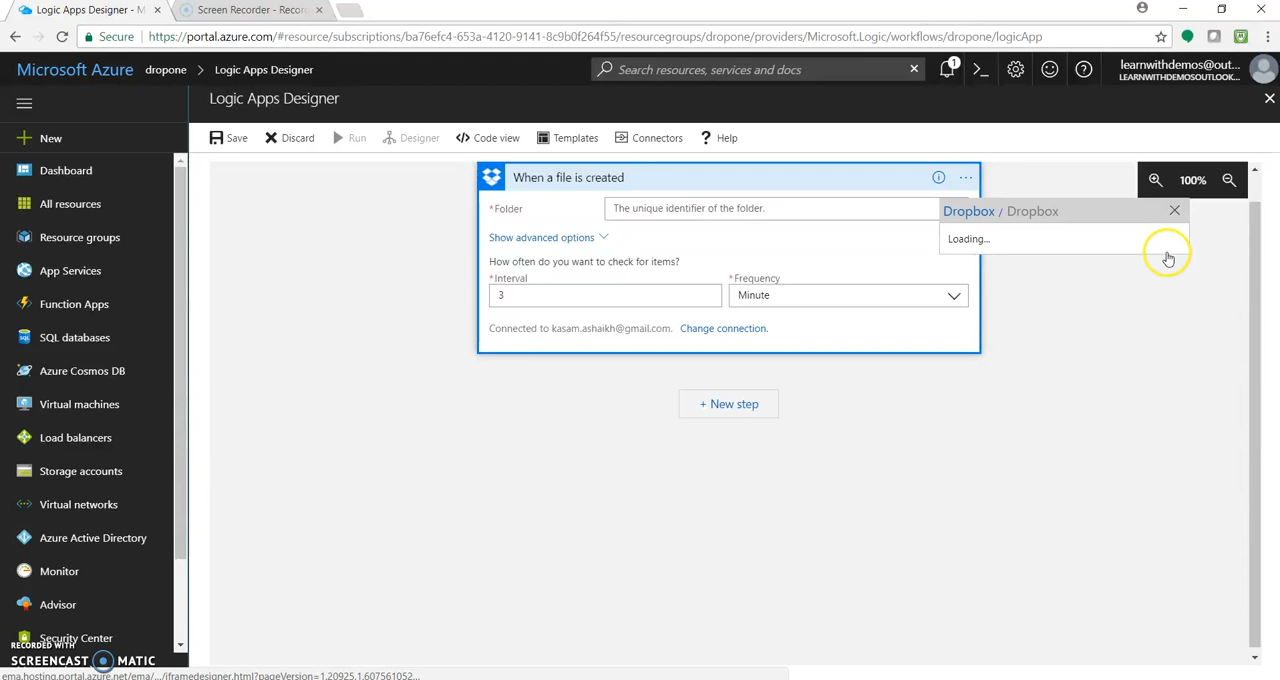 Logic Apps Designer - M
Screen Recorder - Recor
Secure
https://portal.azure.com/#resource/subscriptions/ba76efc4-653a-4120-9141-8c9b0f264f55/resourcegroups/dropone/providers/Microsoft.Logic/workflows/dropone/logicApp
Microsoft Azure
dropone
Logic Apps Designer
Search resources, services and docs
1
learnwithdemos@out...
LEARNWITHDEMOSOUTLOOK...
Logic Apps Designer
New
Save
Discard
Run
Designer
Code view
Templates
Connectors
Help
Dashboard
All resources
Resource groups
App Services
Function Apps
SQL databases
Azure Cosmos DB
Virtual machines
Load balancers
Storage accounts
Virtual networks
Azure Active Directory
Monitor
Advisor
Security Center
When a file is created
100%
*Folder
The unique identifier of the folder.
Dropbox / Dropbox
Loading...
Show advanced options
How often do you want to check for items?
*Interval
*Frequency
3
Minute
Connected to kasam.ashaikh@gmail.com. Change connection.
+ New step
RECORDED WITH
SCREENCAST MATIC
ema.hosting.portal.azure.net/ema/.../iframedesigner.html?pageVersion=1.20925.1.607561052...